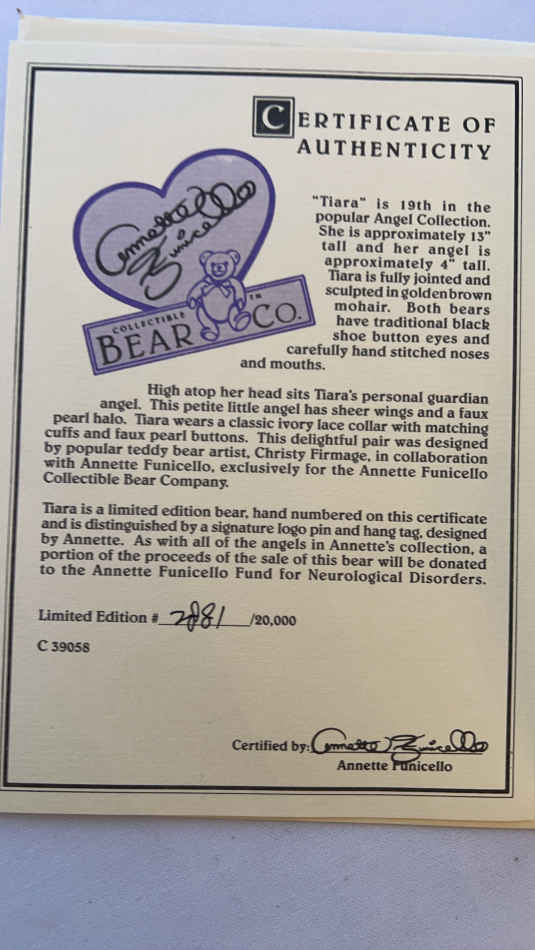 CERTIFICATE OF
AUTHENTICITY
Annette
Funicello
COLLECTIBLE
BEAR CO.™
"Tiara" is 19th in the
popular Angel Collection.
She is approximately 13"
tall and her angel is
approximately 4" tall.
Tiara is fully jointed and
sculpted in golden brown
mohair. Both bears
have traditional black
shoe button eyes and
carefully hand stitched noses
and mouths.
High atop her head sits Tiara's personal guardian
angel. This petite little angel has sheer wings and a faux
pearl halo. Tiara wears a classic ivory lace collar with matching
cuffs and faux pearl buttons. This delightful pair was designed
by popular teddy bear artist, Christy Firmage, in collaboration
with Annette Funicello, exclusively for the Annette Funicello
Collectible Bear Company.
Tiara is a limited edition bear, hand numbered on this certificate
and is distinguished by a signature logo pin and hang tag, designed
by Annette. As with all of the angels in Annette's collection, a
portion of the proceeds of the sale of this bear will be donated
to the Annette Funicello Fund for Neurological Disorders.
Limited Edition # 2981 /20,000
C 39058
Certified by: Annette Funicello
Annette Funicello